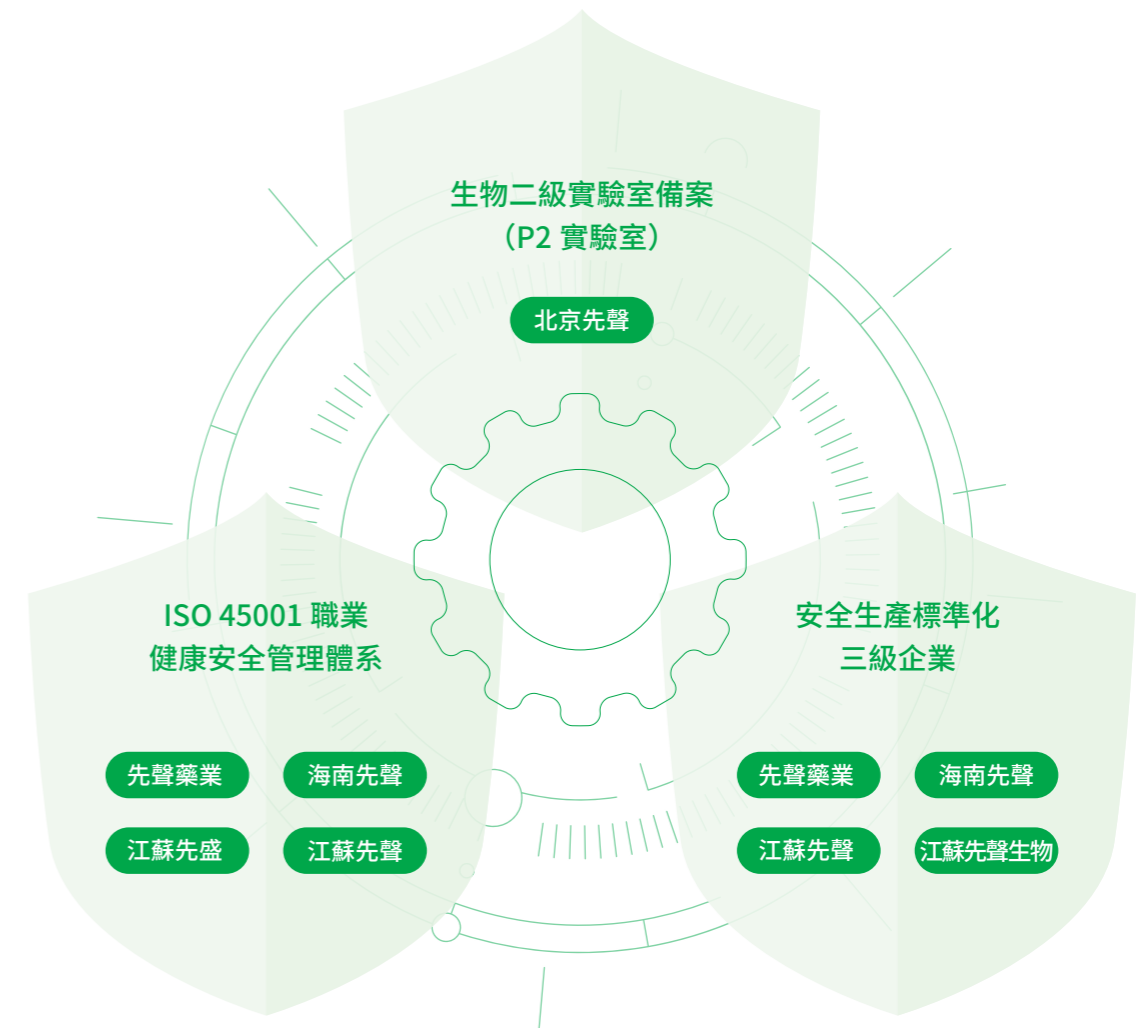 生物二級實驗室備案
（P2 實驗室）
北京先聲
ISO 45001 職業
健康安全管理體系
先聲藥業
海南先聲
江蘇先盛
江蘇先聲
安全生產標準化
三級企業
先聲藥業
海南先聲
江蘇先聲
江蘇先聲生物